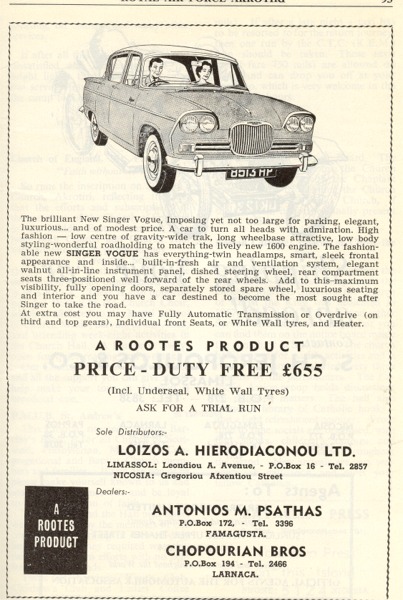 ROYAL AIR FORCE AKROTIRI 95
8513 HP
The brilliant New Singer Vogue, Imposing yet not too large for parking, elegant,
luxurious... and of modest price. A car to turn all heads with admiration. High
fashion — low centre of gravity-wide trak, long wheelbase attractive, low body
styling-wonderful roadholding to match the lively new 1600 engine. The fashion-
able new SINGER VOGUE has everything-twin headlamps, smart, sleek frontal
appearance and inside... built-in-fresh air and ventilation system, elegant
walnut all-in-line instrument panel, dished steering wheel, rear compartment
seats three-positioned well forward of the rear wheels. Add to this-maximum
visibility, fully opening doors, separately stored spare wheel, luxurious seating
and interior and you have a car destined to become the most sought after
Singer to take the road.
At extra cost you may have Fully Automatic Transmission or Overdrive (on
third and top gears), Individual front Seats, or White Wall tyres, and Heater.
A ROOTES PRODUCT
PRICE - DUTY FREE £655
(Incl. Underseal, White Wall Tyres)
ASK FOR A TRIAL RUN
Sole Distributors:-
LOIZOS A. HIERODIACONOU LTD.
LIMASSOL: Leondiou A. Avenue. - P.O.Box 16 - Tel. 2857
NICOSIA: Gregoriou Afxentiou Street
Dealers:-
A
ROOTES
PRODUCT
ANTONIOS M. PSATHAS
P.O.Box 172, - Tel. 3396
FAMAGUSTA.
CHOPOURIAN BROS
P.O.Box 194 - Tel. 2466
LARNACA.